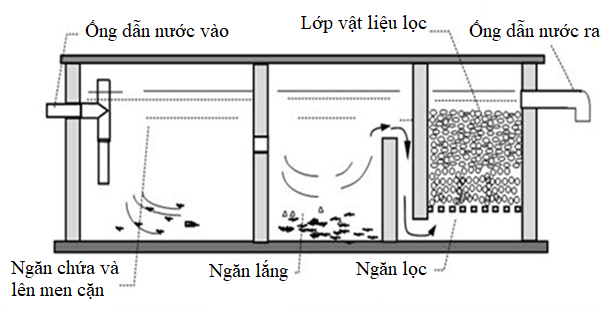 Ống dẫn nước vào
Lớp vật liệu lọc
Ống dẫn nước ra
Ngăn chứa và
lên men cặn
Ngăn lắng
Ngăn lọc